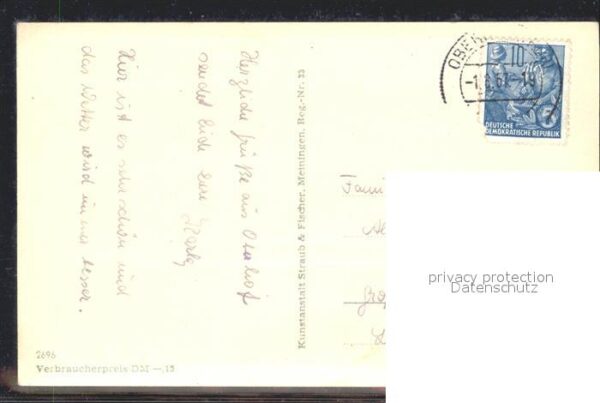 Herzliche Grüße aus Oberhof
sendet Eure
Hier ist es sehr schön und
das Wetter wird immer besser.
2696
Verbraucherpreis DM —.15
Kunstanstalt Straub & Fischer, Meiningen, Reg.-Nr. 33
10
DEUTSCHE
DEMOKRATISCHE REPUBLIK
Fami
privacy protection
Datenschutz